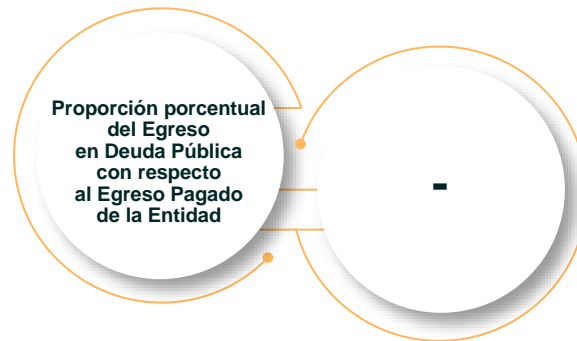 Proporción porcentual
del Egreso
en Deuda Pública
con respecto
al Egreso Pagado
de la Entidad
-